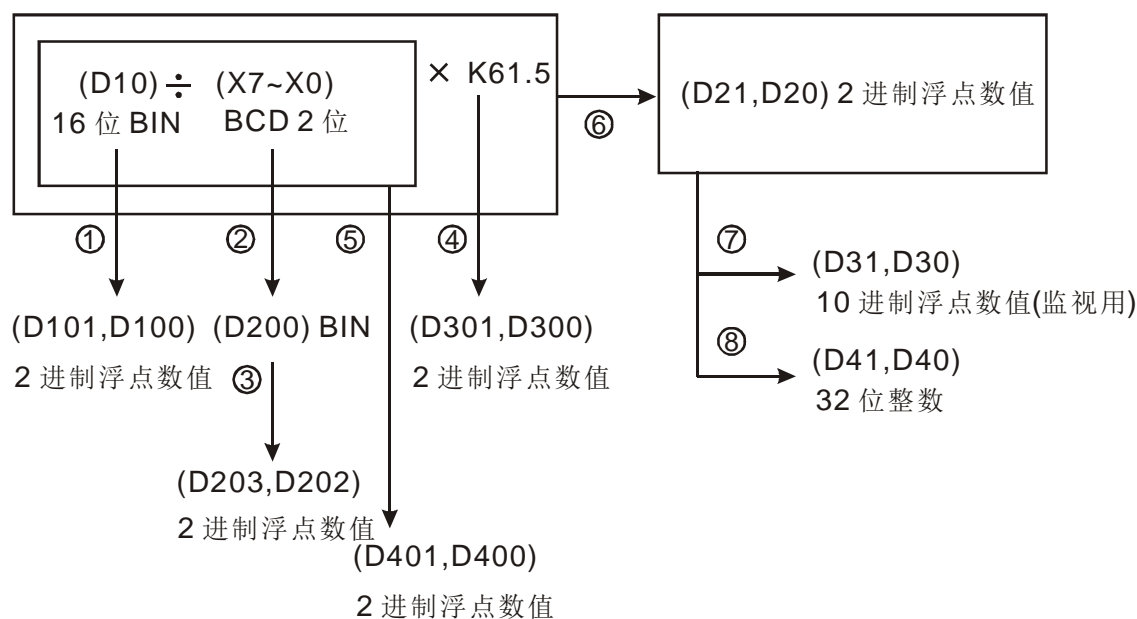 (D10) ÷ (X7~X0) × K61.5
16 位 BIN BCD 2 位
(D21,D20) 2 进制浮点数值
⑥
① ② ⑤ ④ ⑦
(D31,D30)
10 进制浮点数值(监视用)
(D101,D100) (D200) BIN (D301,D300)
⑧
(D41,D40)
2 进制浮点数值 ③ 2 进制浮点数值
32 位整数
(D203,D202)
2 进制浮点数值
(D401,D400)
2 进制浮点数值